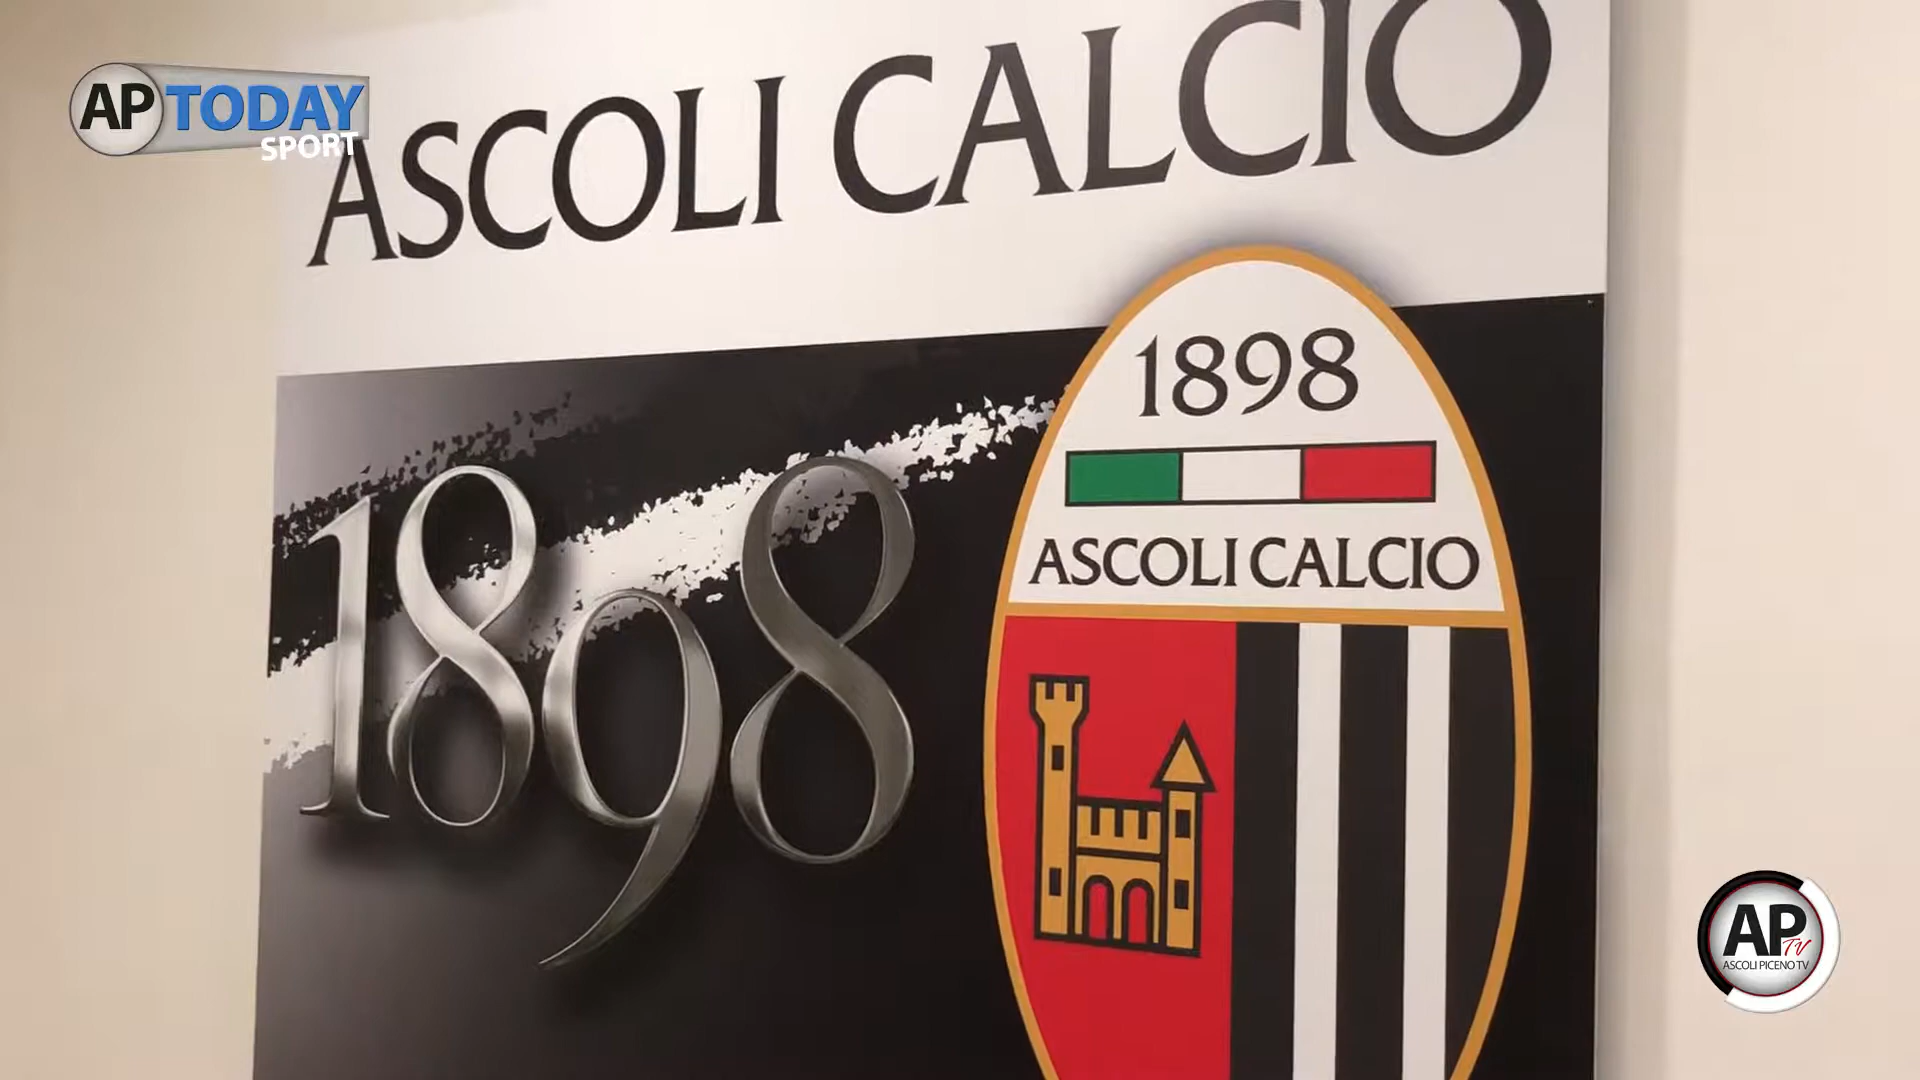 AP TODAY
SPORT
ASCOLI CALCIO
1898
1898
ASCOLI CALCIO
AP
TV
ASCOLI PICENO TV